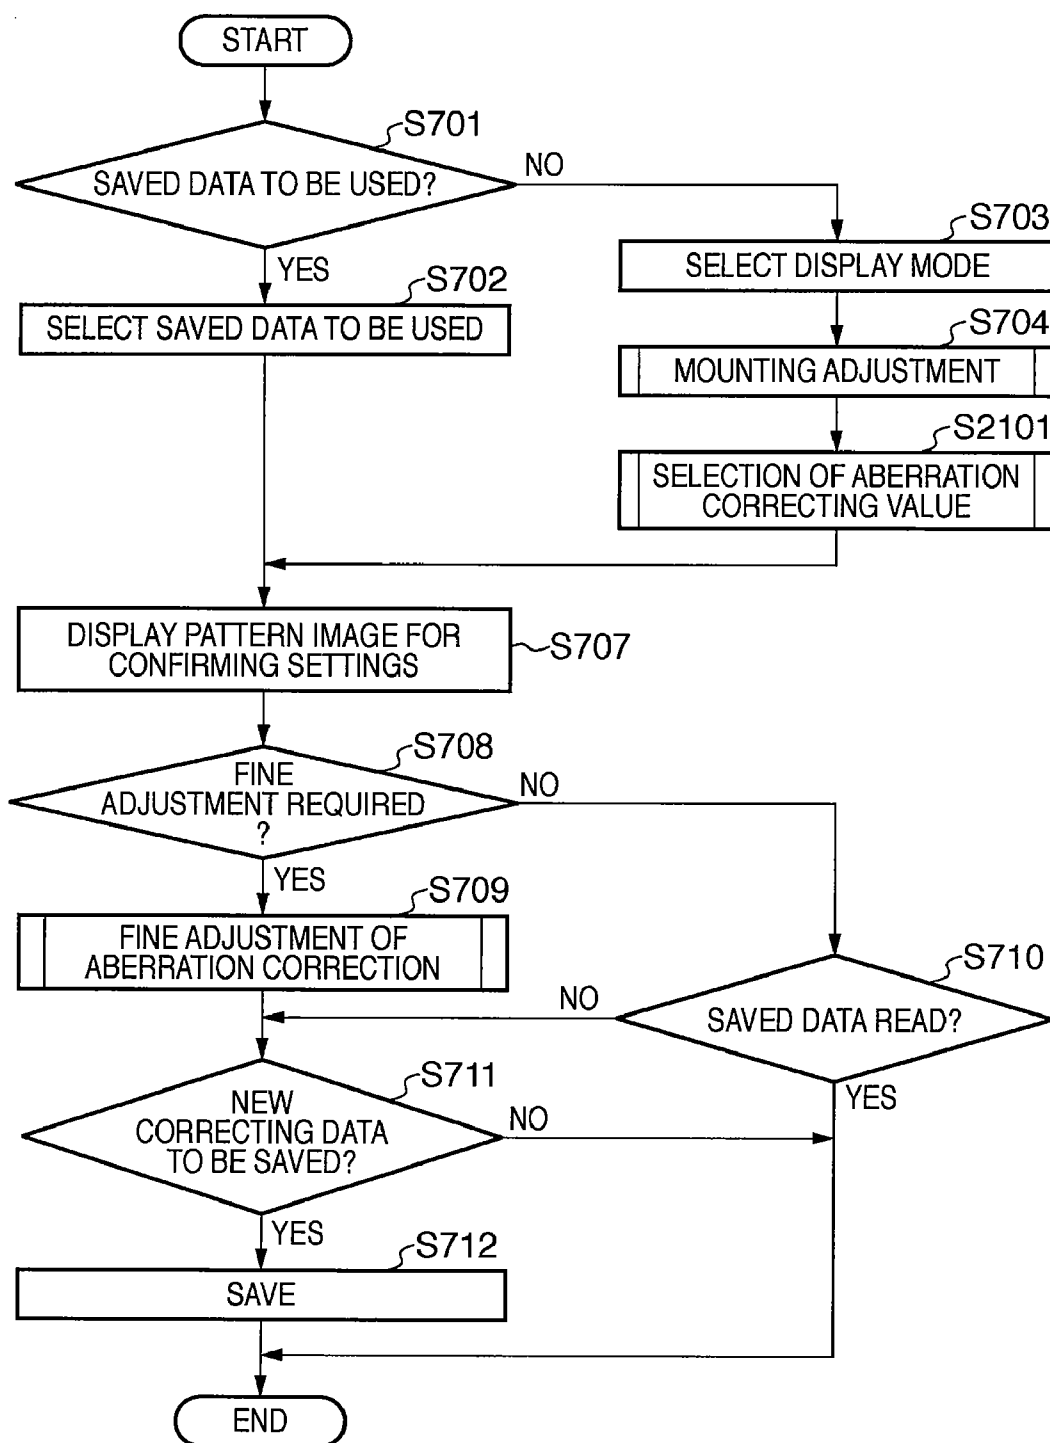 START
S701
SAVED DATA TO BE USED?
NO
YES
S702
SELECT SAVED DATA TO BE USED
S703
SELECT DISPLAY MODE
S704
MOUNTING ADJUSTMENT
S2101
SELECTION OF ABERRATION
CORRECTING VALUE
DISPLAY PATTERN IMAGE FOR
CONFIRMING SETTINGS
S707
S708
FINE
ADJUSTMENT REQUIRED
?
NO
YES
S709
FINE ADJUSTMENT OF
ABERRATION CORRECTION
S710
SAVED DATA READ?
NO
YES
S711
NEW
CORRECTING DATA
TO BE SAVED?
NO
YES
S712
SAVE
END